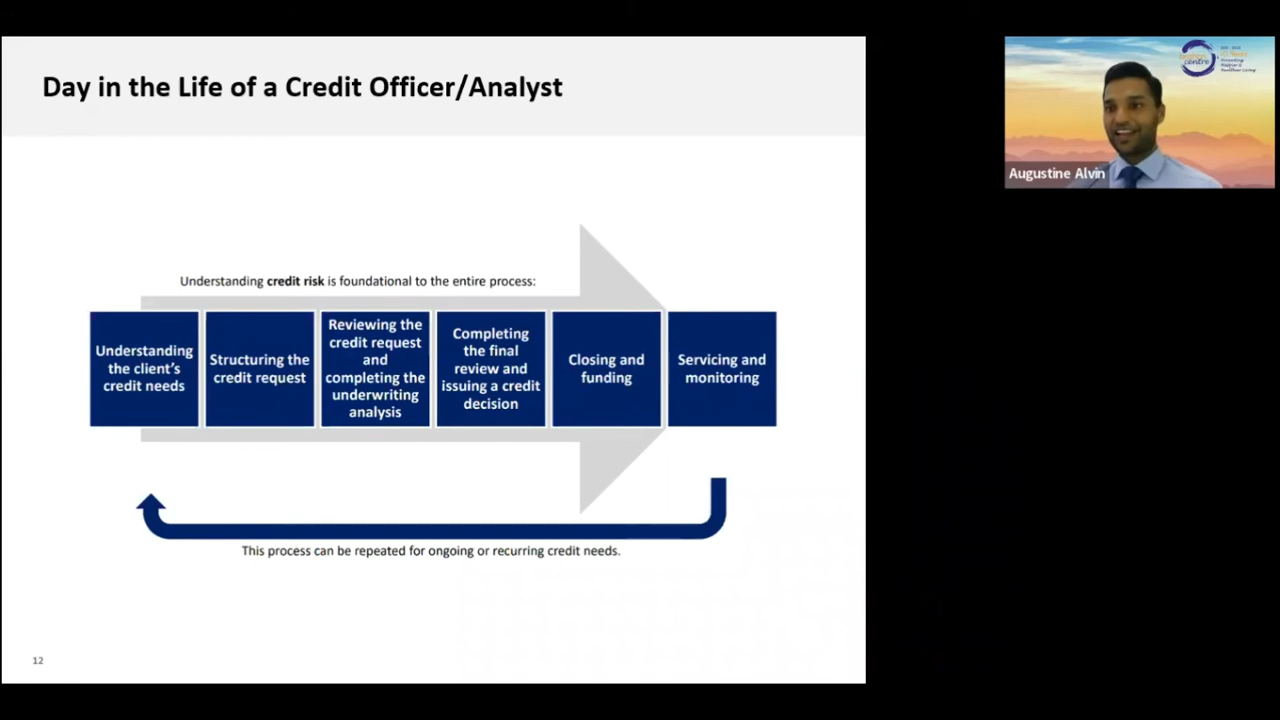 Day in the Life of a Credit Officer/Analyst
Understanding credit risk is foundational to the entire process:
Understanding
the client's
credit needs
Structuring the
credit request
Reviewing the
credit request
and
completing the
underwriting
analysis
Completing
the final
review and
issuing a credit
decision
Closing and
funding
Servicing and
monitoring
This process can be repeated for ongoing or recurring credit needs.
12
centre
Augustine Alvin